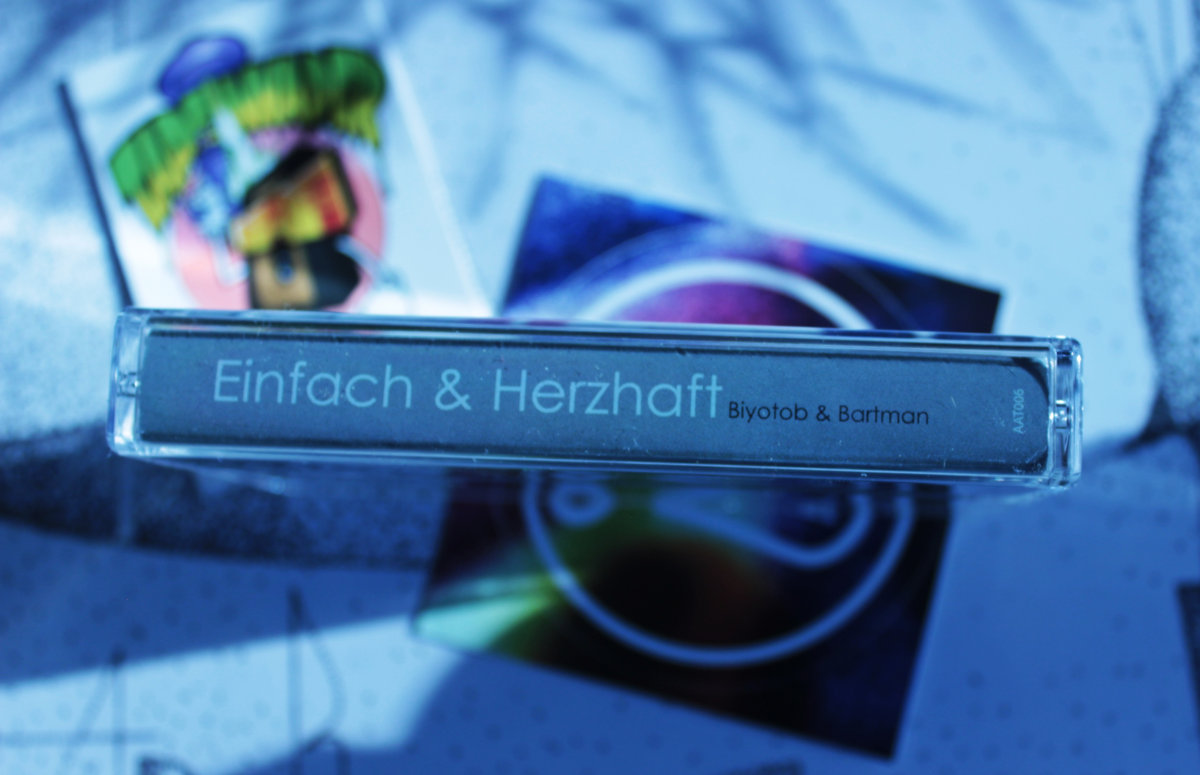 Einfach & Herzhaft
Biyotob & Bartman
AAT006